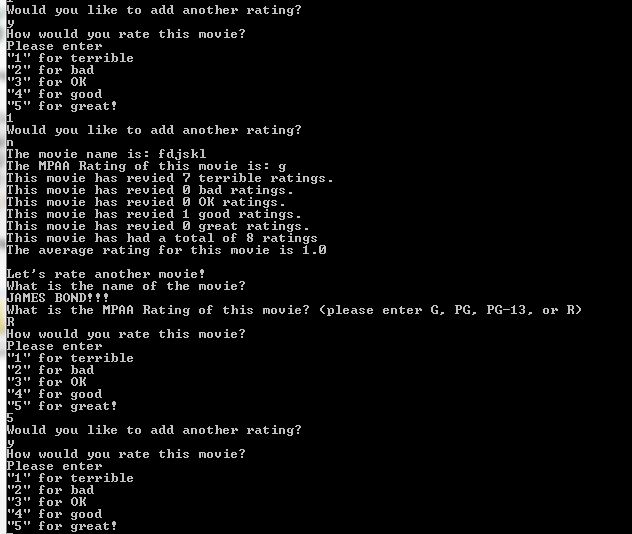 Would you like to add another rating?
y
How would you rate this movie?
Please enter
"1" for terrible
"2" for bad
"3" for OK
"4" for good
"5" for great!
1
Would you like to add another rating?
n
The movie name is: fdjskl
The MPAA Rating of this movie is: g
This movie has revied 7 terrible ratings.
This movie has revied 0 bad ratings.
This movie has revied 0 OK ratings.
This movie has revied 1 good ratings.
This movie has revied 0 great ratings.
This movie has had a total of 8 ratings
The average rating for this movie is 1.0
Let's rate another movie!
What is the name of the movie?
JAMES BOND!!!
What is the MPAA Rating of this movie? (please enter G, PG, PG-13, or R)
R
How would you rate this movie?
Please enter
"1" for terrible
"2" for bad
"3" for OK
"4" for good
"5" for great!
5
Would you like to add another rating?
y
How would you rate this movie?
Please enter
"1" for terrible
"2" for bad
"3" for OK
"4" for good
"5" for great!